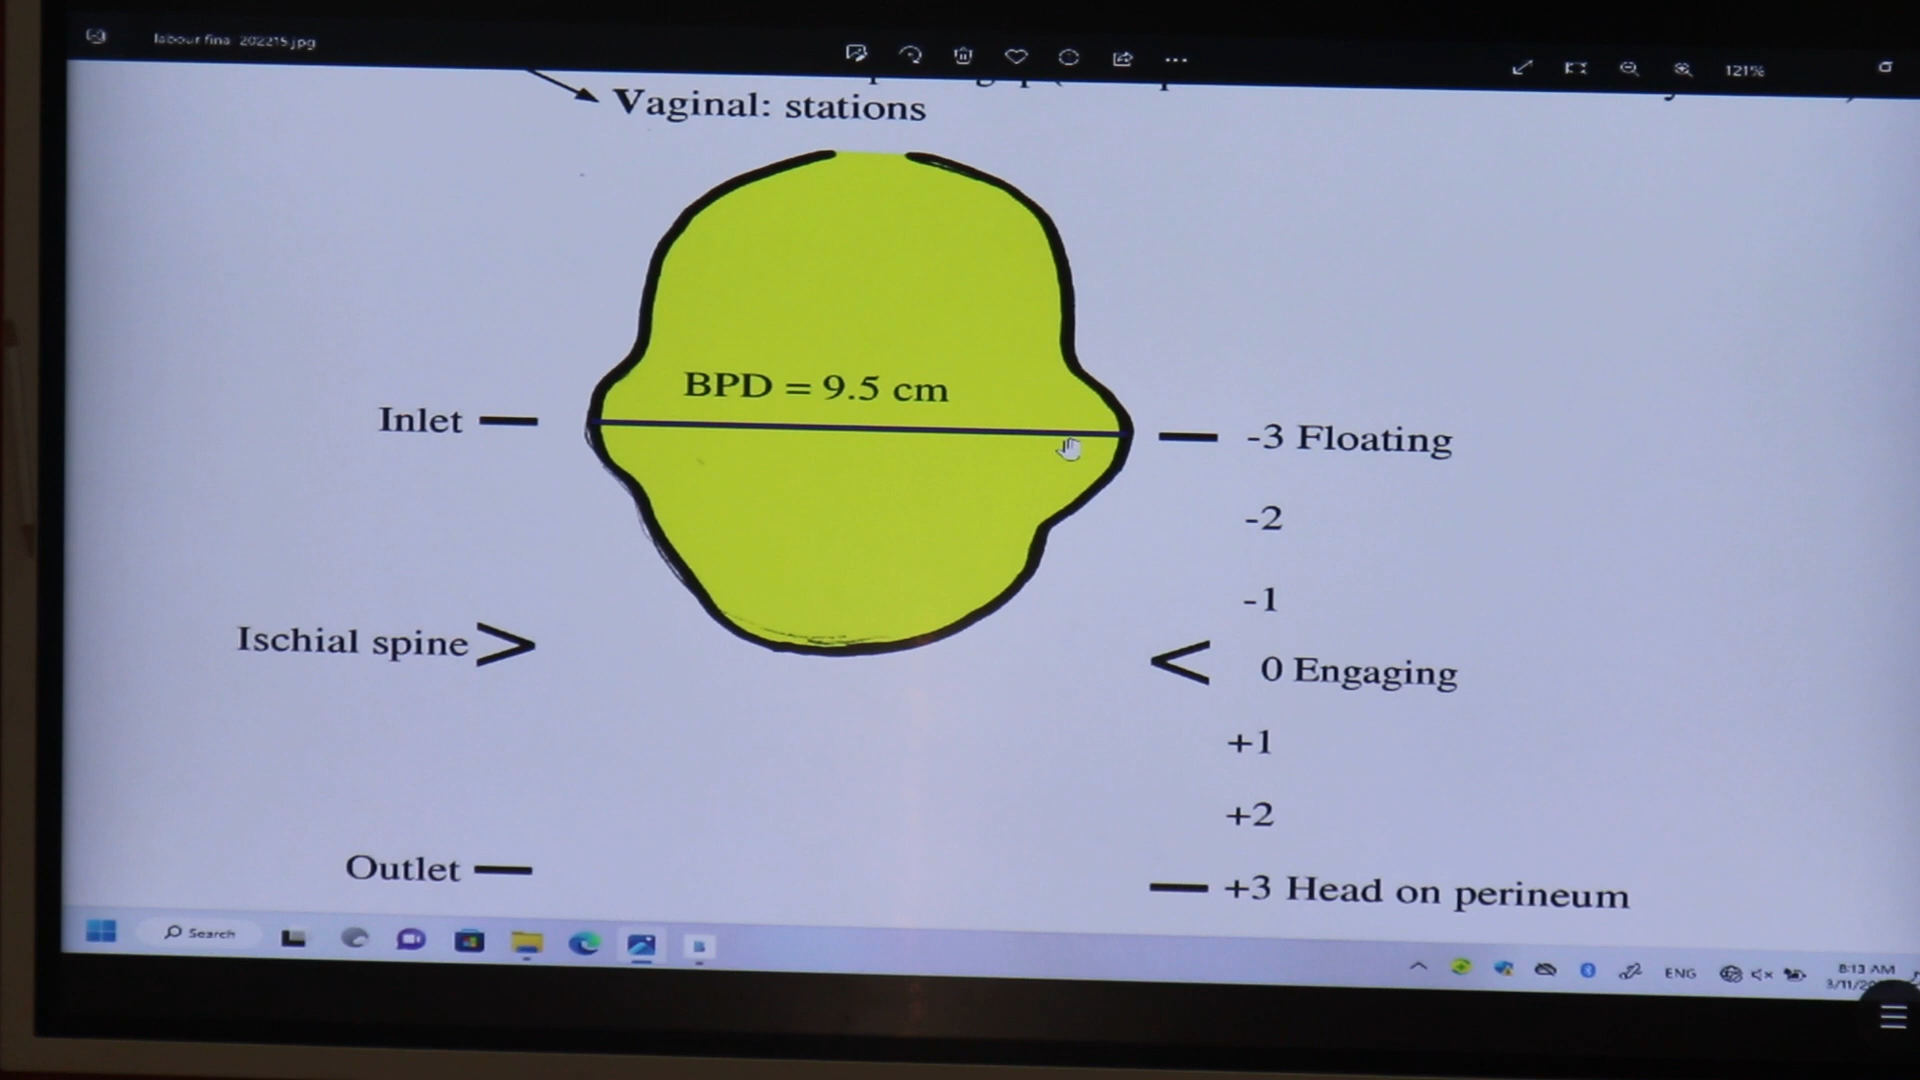 labour fina 202215.jpg
121%
Vaginal: stations
BPD = 9.5 cm
Inlet
-3 Floating
-2
-1
Ischial spine >
< 0 Engaging
+1
+2
Outlet
+3 Head on perineum
Search
ENG
8:13 AM